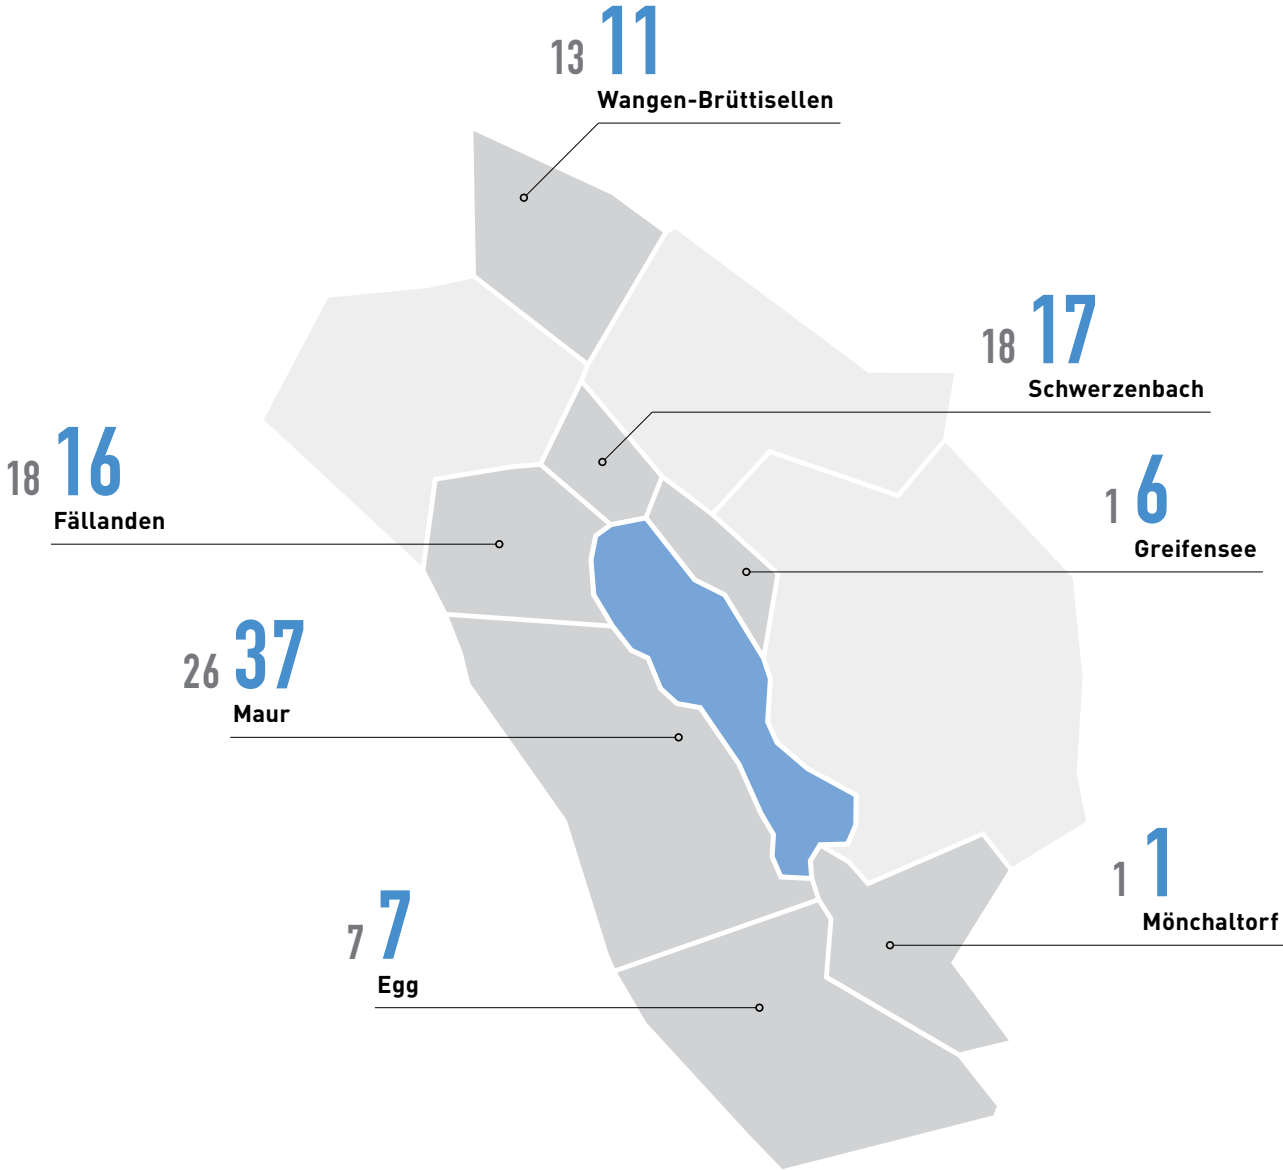 13 11
Wangen-Brüttisellen
18 17
Schwerzenbach
18 16
Fällanden
1 6
Greifensee
26 37
Maur
1 1
Mönchaltorf
7 7
Egg